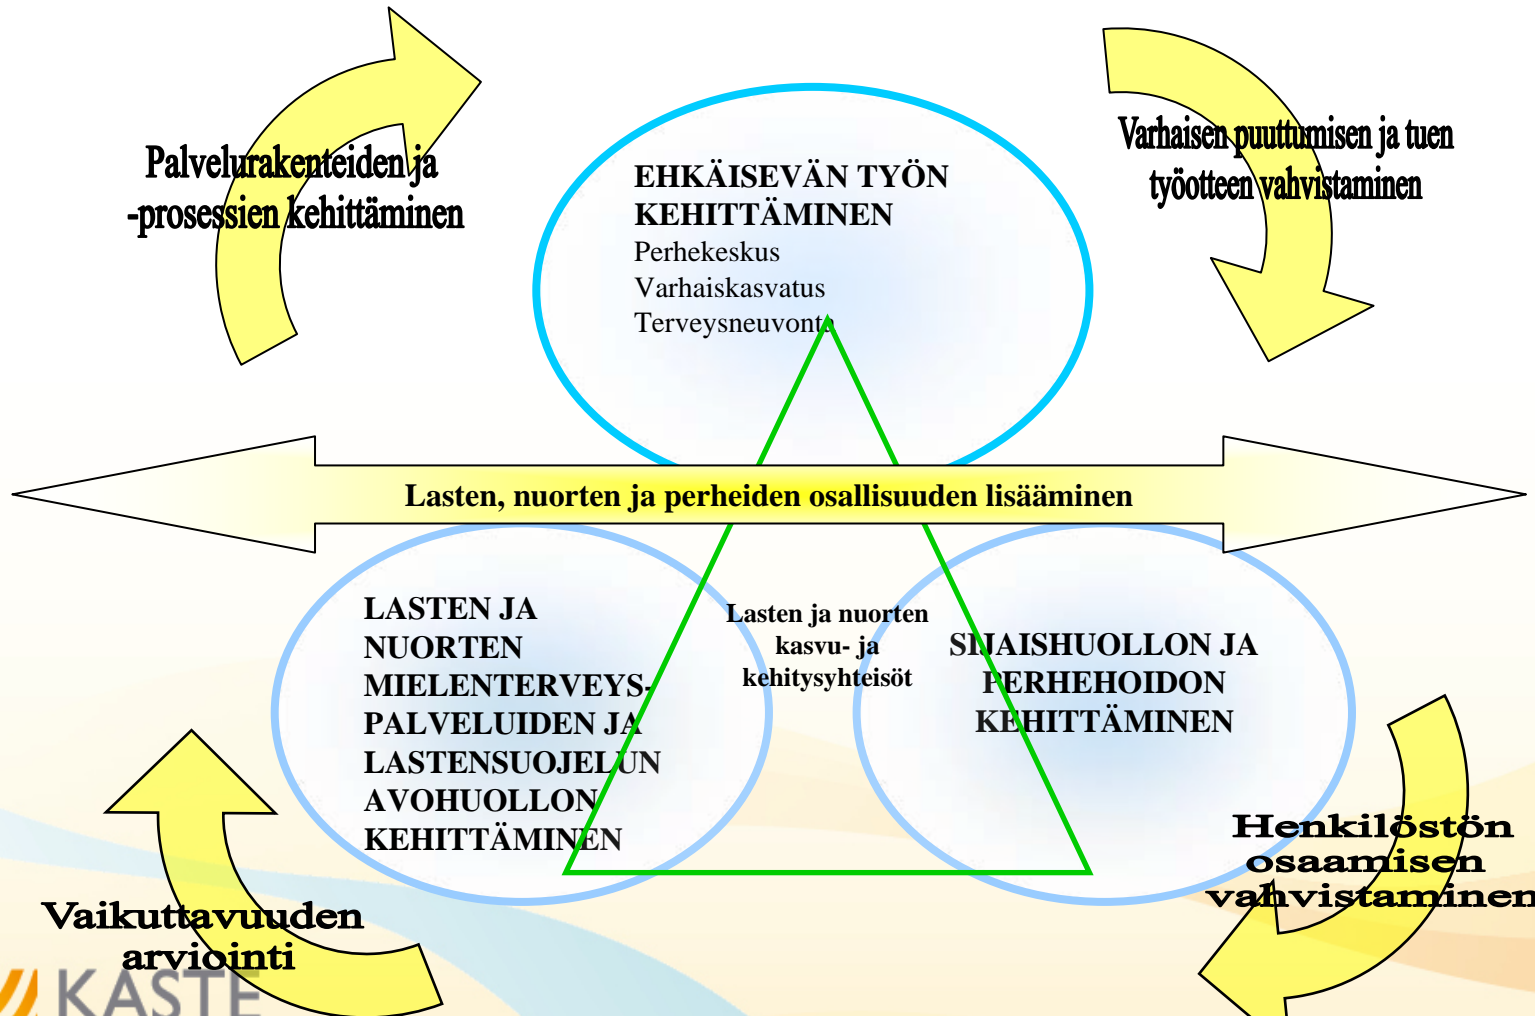 Palvelurakenteiden ja
-prosessien kehittäminen
Varhaisen puuttumisen ja tuen
työotteen vahvistaminen
EHKÄISEVÄN TYÖN
KEHITTÄMINEN
Perhekeskus
Varhaiskasvatus
Terveysneuvonta
Lasten, nuorten ja perheiden osallisuuden lisääminen
LASTEN JA
NUORTEN
MIELENTERVEYS-
PALVELUIDEN JA
LASTENSUOJELUN
AVOHUOLLON
KEHITTÄMINEN
Lasten ja nuorten
kasvu- ja
kehitysyhteisöt
SIJAISHUOLLON JA
PERHEHOIDON
KEHITTÄMINEN
Henkilöstön
osaamisen
vahvistaminen
Vaikuttavuuden
arviointi
KASTE